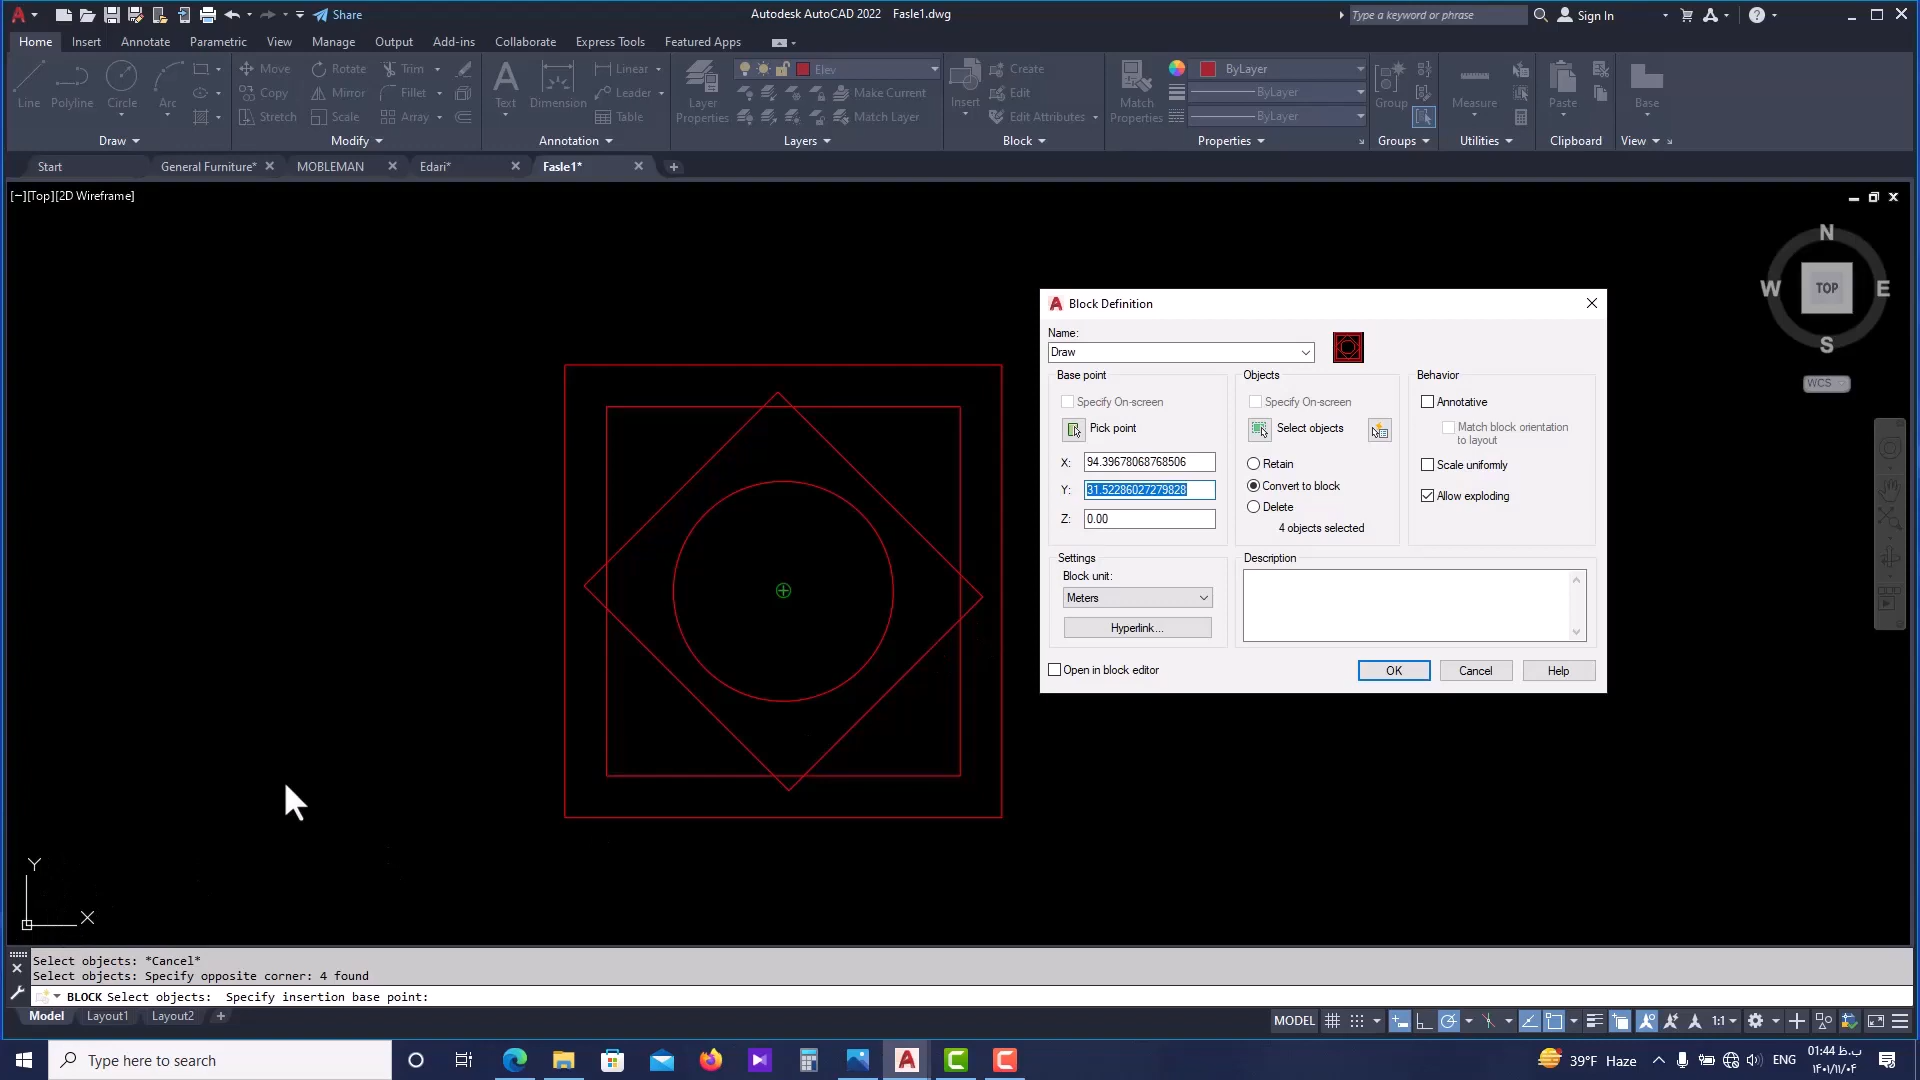 Share
Autodesk AutoCAD 2022 Fasle1.dwg
Type a keyword or phrase
Sign In
Home Insert Annotate Parametric View Manage Output Add-ins Collaborate Express Tools Featured Apps
Line Polyline Circle Arc
Move Rotate Trim
Copy Mirror Fillet
Stretch Scale Array
Text Dimension
Linear
Leader
Table
Layer Properties
Elev
Make Current
Match Layer
Insert
Create
Edit
Edit Attributes
Match Properties
ByLayer
ByLayer
ByLayer
Group
Measure
Paste
Base
Draw Modify Annotation Layers Block Properties Groups Utilities Clipboard View
Start General Furniture* MOBLEMAN Edari* Fasle1*
[−][Top][2D Wireframe]
N
W TOP E
S
WCS
Block Definition
Name:
Draw
Base point Objects Behavior
Specify On-screen Specify On-screen Annotative
Pick point Select objects Match block orientation
to layout
X: 94.39678068768506 Retain Scale uniformly
Y: 31.52286027279828 Convert to block Allow exploding
Delete
Z: 0.00 4 objects selected
Settings Description
Block unit:
Meters
Hyperlink...
Open in block editor OK Cancel Help
Y
X
Select objects: *Cancel*
Select objects: Specify opposite corner: 4 found
BLOCK Select objects: Specify insertion base point:
Model Layout1 Layout2
MODEL 1:1
Type here to search
39°F Haze ENG
01:44 ب.ظ
۱۴۰۱/۱۱/۰۴